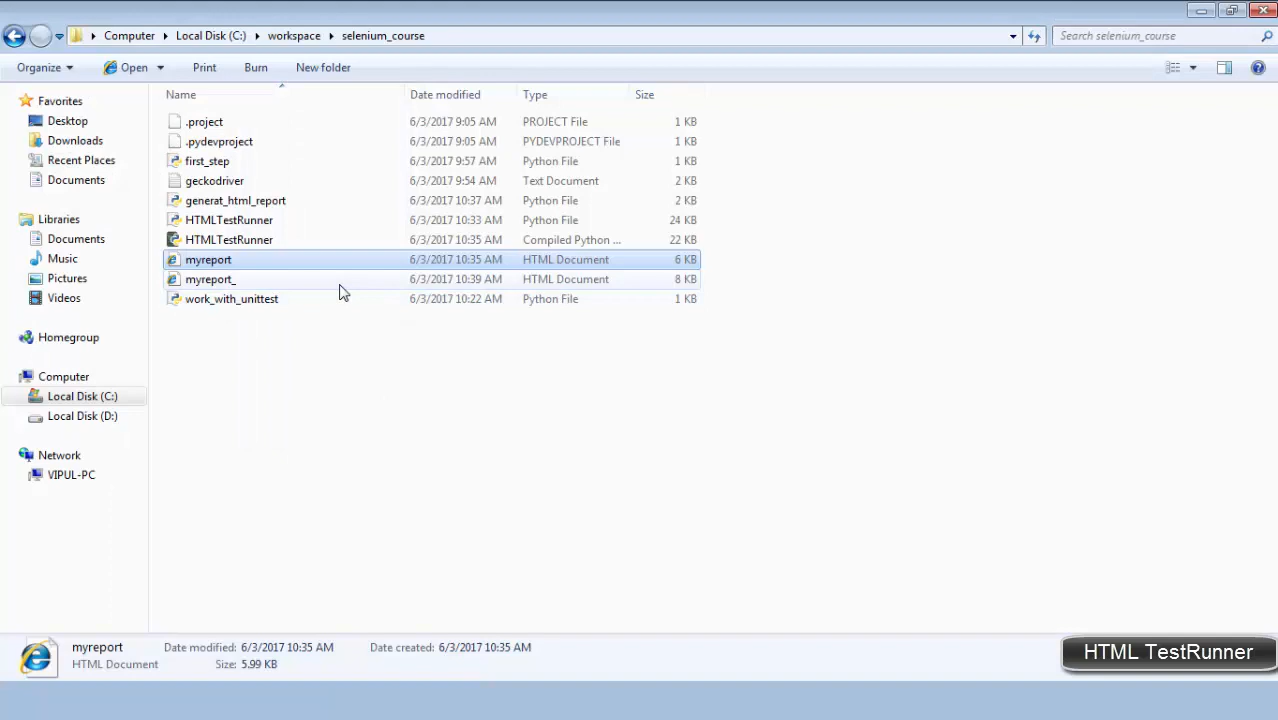 Computer Local Disk (C:) workspace selenium_course Search selenium_course
Organize Open Print Burn New folder
Favorites
Desktop
Downloads
Recent Places
Documents
Libraries
Documents
Music
Pictures
Videos
Homegroup
Computer
Local Disk (C:)
Local Disk (D:)
Network
VIPUL-PC
Name Date modified Type Size
.project 6/3/2017 9:05 AM PROJECT File 1 KB
.pydevproject 6/3/2017 9:05 AM PYDEVPROJECT File 1 KB
first_step 6/3/2017 9:57 AM Python File 1 KB
geckodriver 6/3/2017 9:54 AM Text Document 2 KB
generat_html_report 6/3/2017 10:37 AM Python File 2 KB
HTMLTestRunner 6/3/2017 10:33 AM Python File 24 KB
HTMLTestRunner 6/3/2017 10:35 AM Compiled Python ... 22 KB
myreport 6/3/2017 10:35 AM HTML Document 6 KB
myreport_ 6/3/2017 10:39 AM HTML Document 8 KB
work_with_unittest 6/3/2017 10:22 AM Python File 1 KB
myreport Date modified: 6/3/2017 10:35 AM Date created: 6/3/2017 10:35 AM
HTML Document Size: 5.99 KB
HTML TestRunner